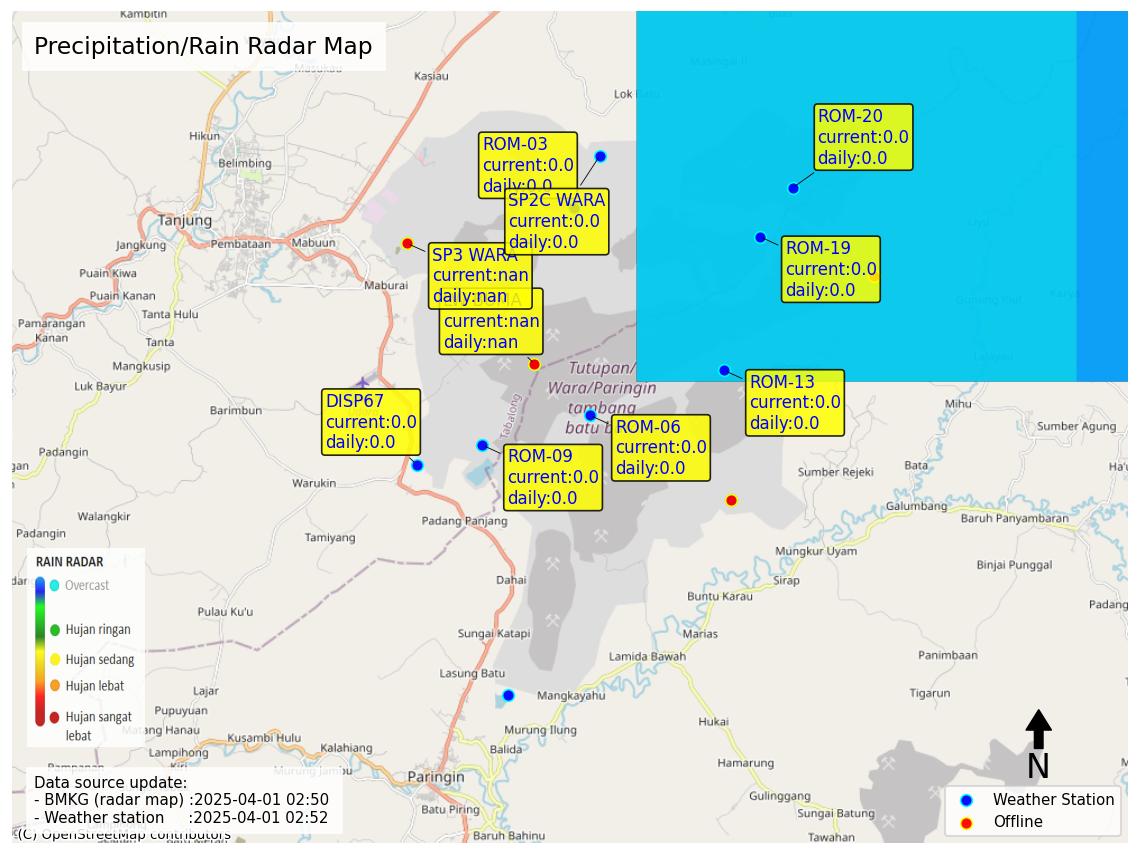 Kambitin
Precipitation/Rain Radar Map
Kasiau
Lok
Hikun
Belimbing
Tanjung
Jangkung
Pembataan
Mabuun
Puain Kiwa
Maburai
Puain Kanan
Tanta Hulu
Pamarangan
Kanan
Tanta
Mangkusip
Luk Bayur
Barimbun
Padangin
Warukin
Walangkir
Padangin
Tamiyang
Padang Panjang
ROM-03
current:0.0
daily:0.0
SP2C WARA
current:0.0
daily:0.0
SP3 WARA
current:nan
daily:nan
current:nan
daily:nan
ROM-20
current:0.0
daily:0.0
ROM-19
current:0.0
daily:0.0
ROM-13
current:0.0
daily:0.0
DISP67
current:0.0
daily:0.0
ROM-09
current:0.0
daily:0.0
ROM-06
current:0.0
daily:0.0
Tutupan/
Wara/Paringin
tambang
batu
Tabalong
Mihu
Sumber Agung
Sumber Rejeki
Bata
Galumbang
Baruh Panyambaran
Mungkur Uyam
Binjai Punggal
Sirap
Buntu Karau
Padang
Dahai
Pulau Ku'u
Sungai Katapi
Marias
Lamida Bawah
Panimbaan
Lasung Batu
Tigarun
Mangkayahu
Lajar
Pupuyuan
Matang Hanau
Lampihong
Kusambi Hulu
Kalahiang
Murung Jambu
Murung Ilung
Balida
Hukai
Hamarung
Paringin
Gulinggang
Batu Piring
Sungai Batung
Baruh Bahinu
Tawahan
RAIN RADAR
Overcast
Hujan ringan
Hujan sedang
Hujan lebat
Hujan sangat
lebat
Data source update:
- BMKG (radar map) :2025-04-01 02:50
- Weather station :2025-04-01 02:52
(C) OpenStreetMap contributors
N
Weather Station
Offline